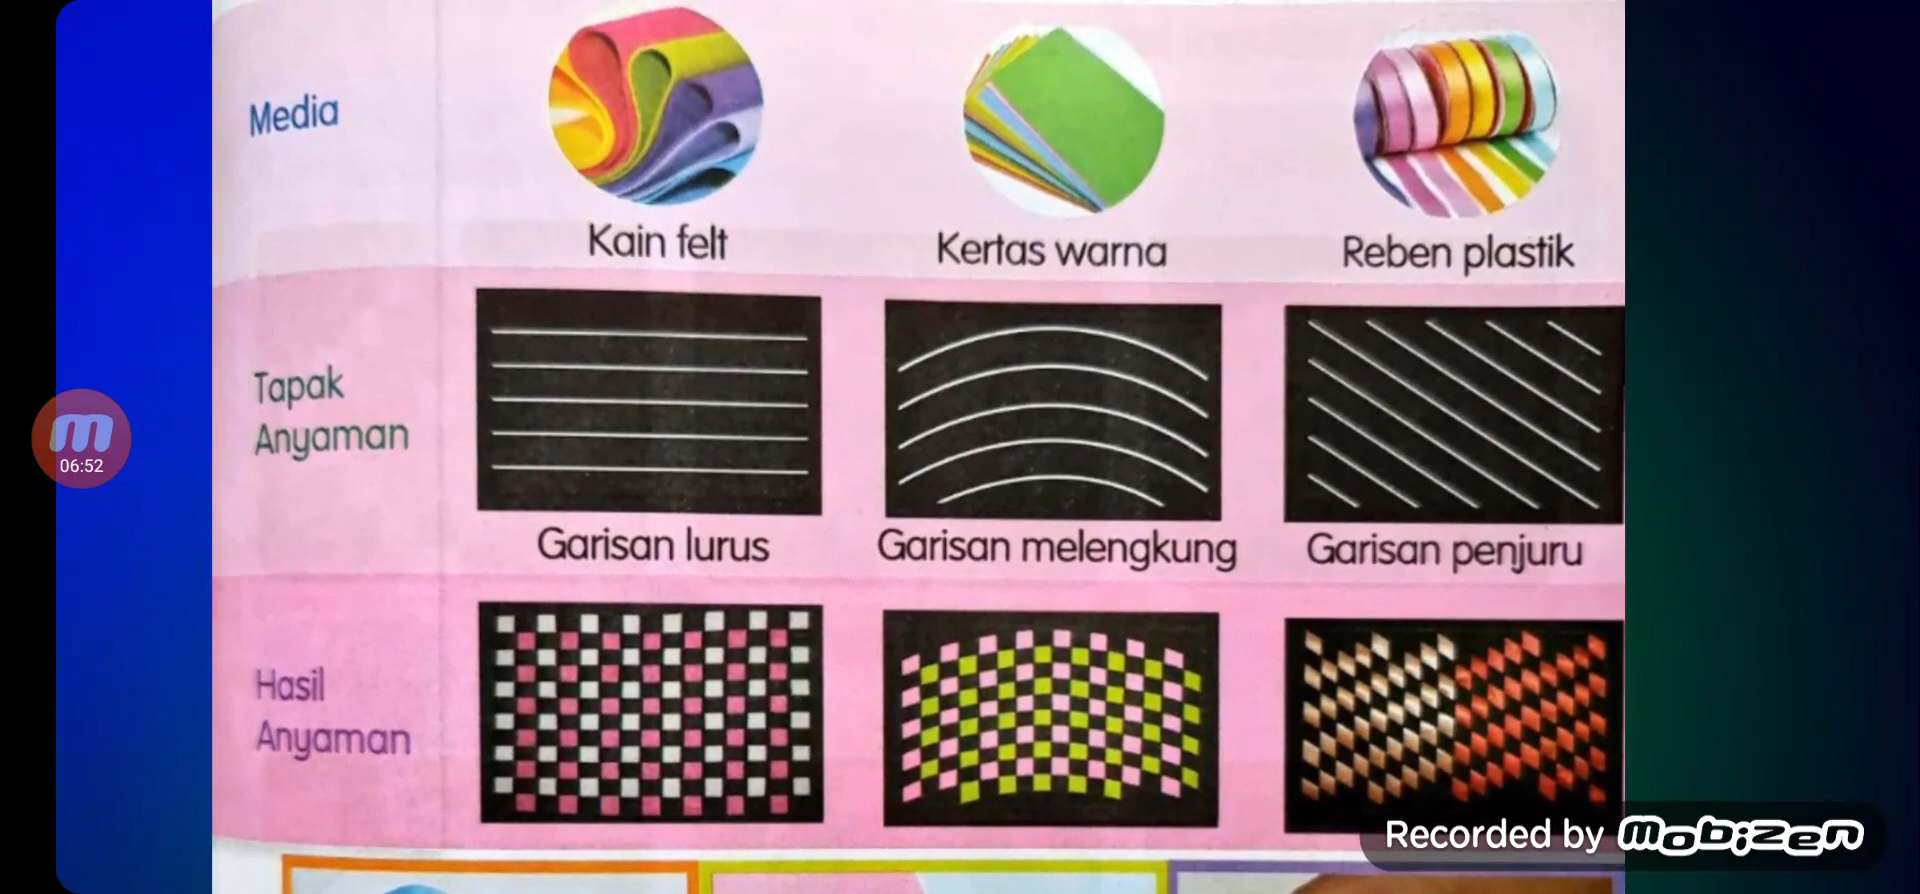 Media
Kain felt
Kertas warna
Reben plastik
Tapak
Anyaman
Garisan lurus
Garisan melengkung
Garisan penjuru
Hasil
Anyaman
m
06:52
Recorded by mobizen